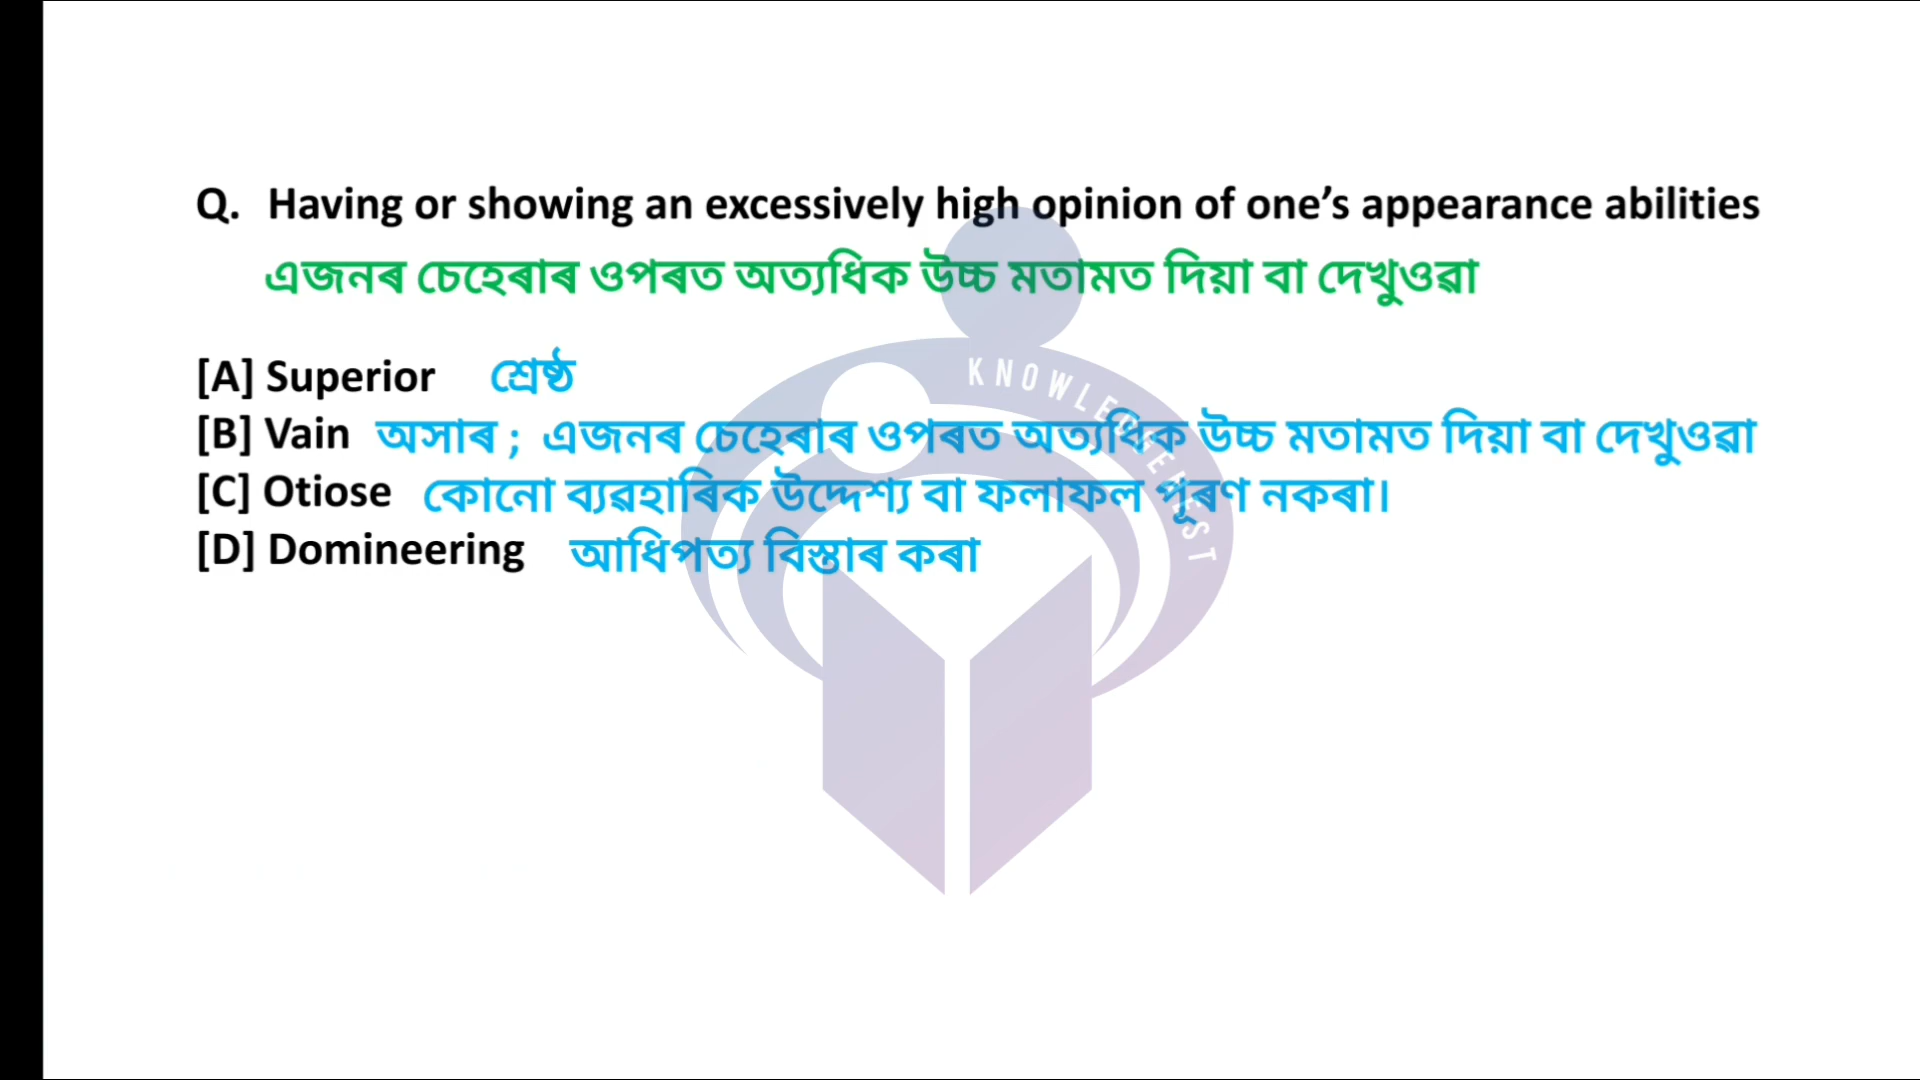 Q. Having or showing an excessively high opinion of one’s appearance abilities
এজনৰ চেহেৰাৰ ওপৰত অত্যধিক উচ্চ মতামত দিয়া বা দেখুওৱা
[A] Superior শ্ৰেষ্ঠ
[B] Vain অসাৰ ; এজনৰ চেহেৰাৰ ওপৰত অত্যধিক উচ্চ মতামত দিয়া বা দেখুওৱা
[C] Otiose কোনো ব্যৱহাৰিক উদ্দেশ্য বা ফলাফল পূৰণ নকৰা।
[D] Domineering আধিপত্য বিস্তাৰ কৰা